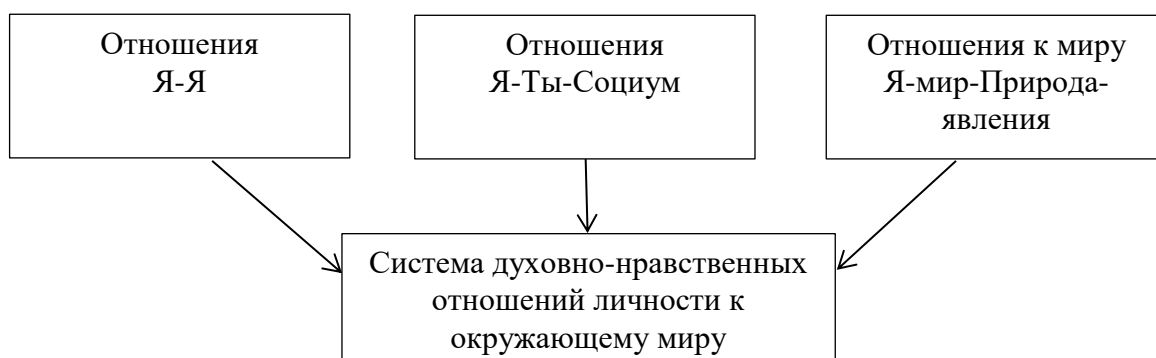 Отношения
Я-Я
Отношения
Я-Ты-Социум
Отношения к миру
Я-мир-Природа-
явления
Система духовно-нравственных
отношений личности к
окружающему миру